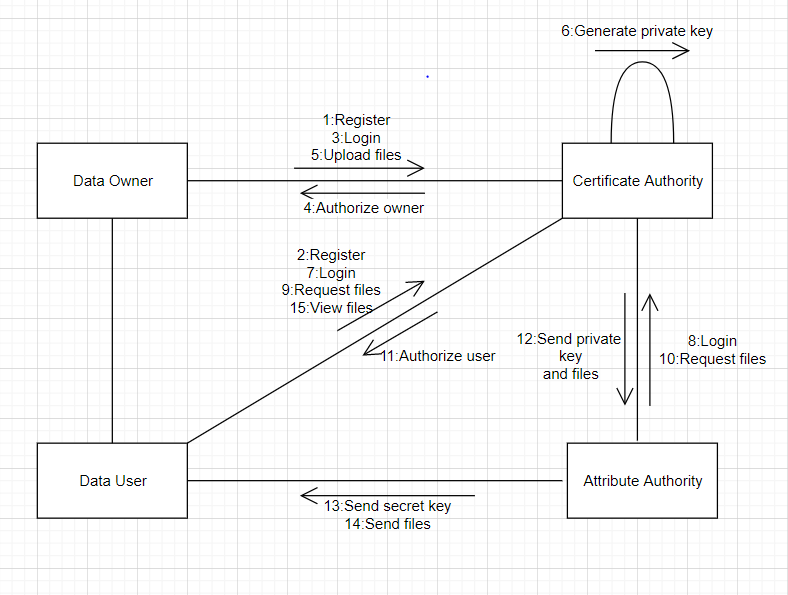 6:Generate private key
1:Register
3:Login
5:Upload files
Data Owner
Certificate Authority
4:Authorize owner
2:Register
7:Login
9:Request files
15:View files
11:Authorize user
12:Send private
key
and files
8:Login
10:Request files
Data User
Attribute Authority
13:Send secret key
14:Send files